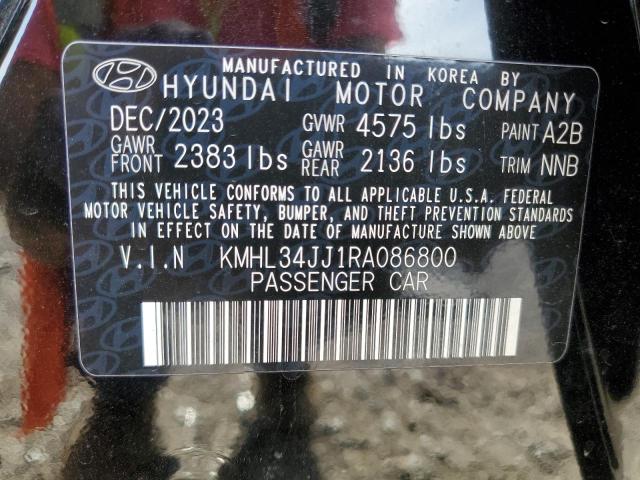 MANUFACTURED IN KOREA BY
HYUNDAI MOTOR COMPANY
DEC/2023 GVWR 4575 lbs PAINT A2B
GAWR FRONT 2383 lbs GAWR REAR 2136 lbs TRIM NNB
THIS VEHICLE CONFORMS TO ALL APPLICABLE U.S.A. FEDERAL
MOTOR VEHICLE SAFETY, BUMPER, AND THEFT PREVENTION STANDARDS
IN EFFECT ON THE DATE OF MANUFACTURE SHOWN ABOVE
V.I.N KMHL34JJ1RA086800
PASSENGER CAR